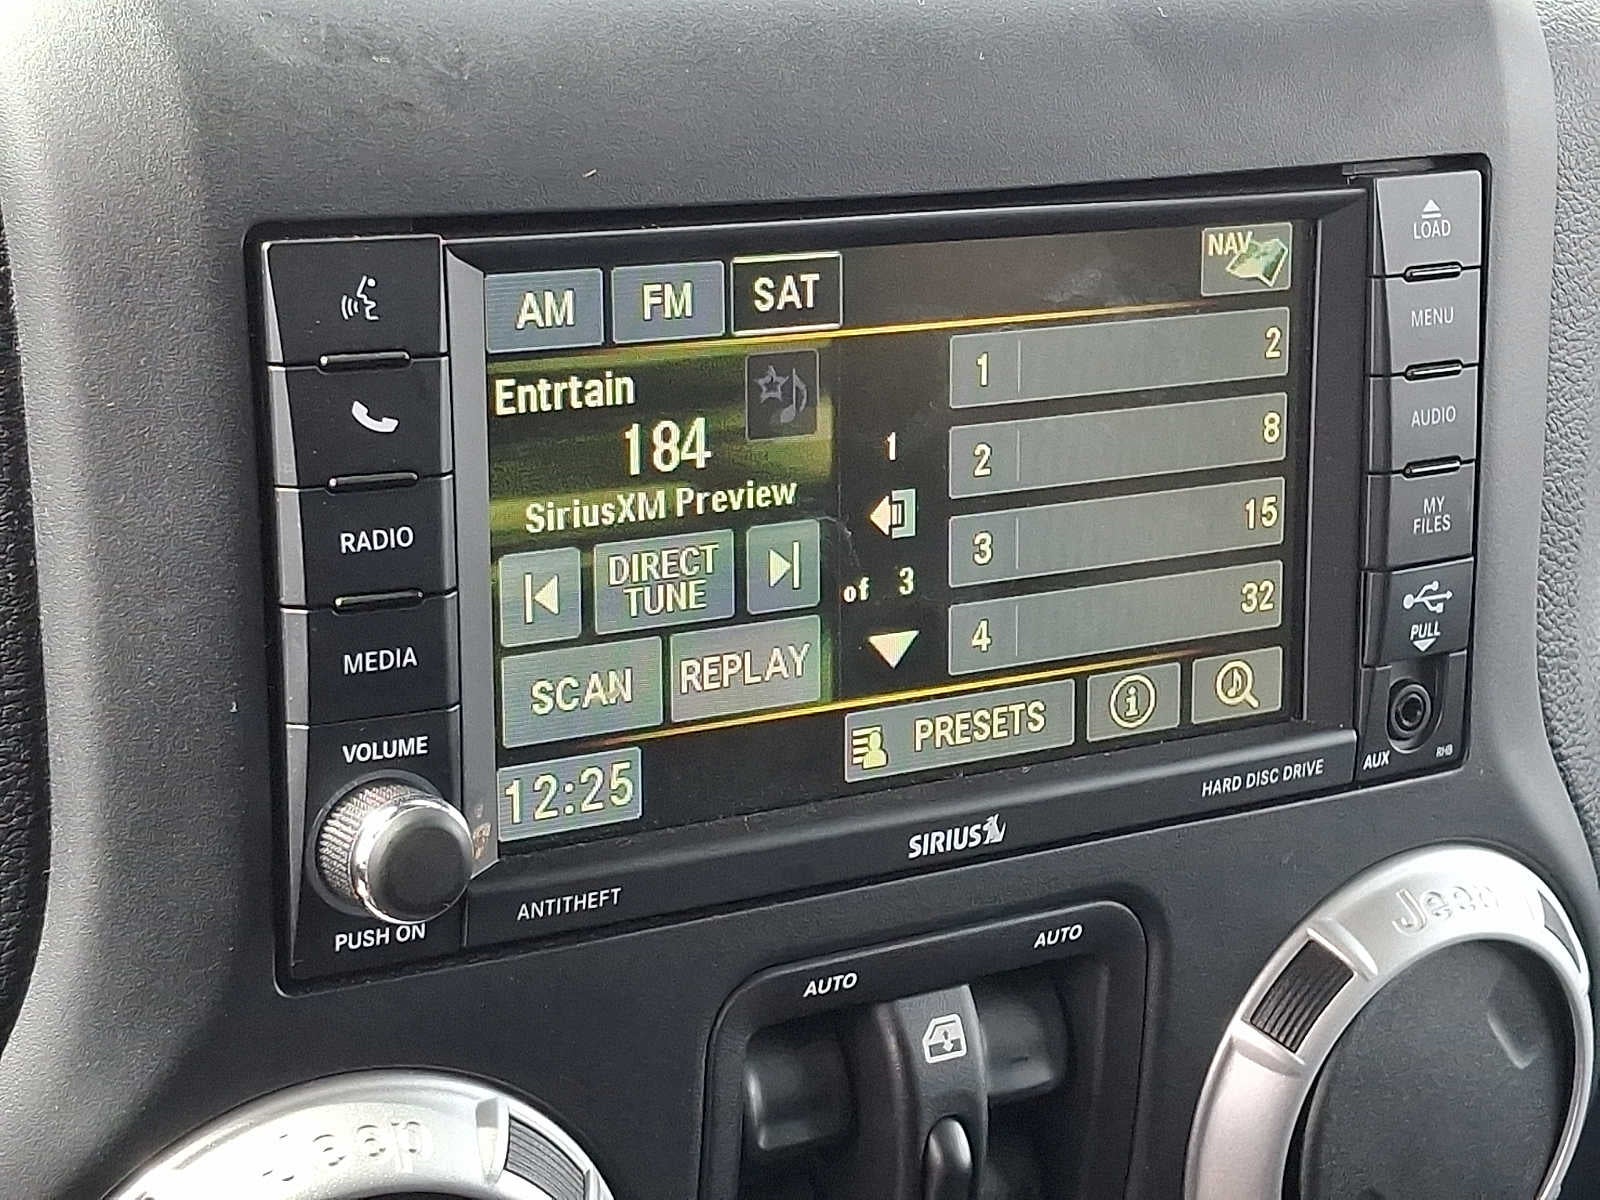 LOAD
NAV
AM FM SAT
MENU
1 2
Entrtain
184
2 8
AUDIO
1
SiriusXM Preview
3 15
MY
FILES
RADIO
DIRECT
TUNE
of 3
4 32
PULL
MEDIA
SCAN REPLAY
VOLUME
PRESETS
12:25
AUX RHB
HARD DISC DRIVE
SIRIUS
ANTITHEFT
PUSH ON
AUTO
AUTO
Jeep
Jeep